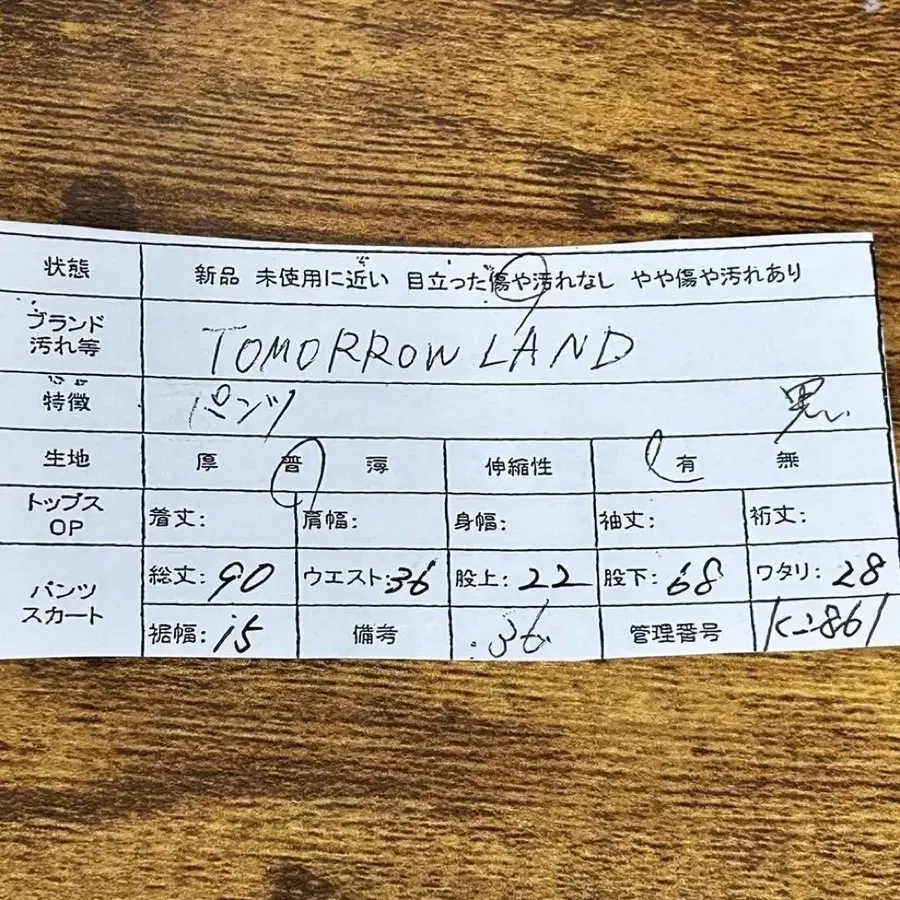 状態 新品 未使用に近い 目立った傷や汚れなし やや傷や汚れあり
ブランド
汚れ等 TOMORROW LAND
特徴 パンツ 黒
生地 厚 普 薄 伸縮性 有 無
トップス
OP 着丈: 肩幅: 身幅: 袖丈: 裄丈:
パンツ
スカート 総丈: 90 ウエスト: 36 股上: 22 股下: 68 ワタリ: 28
裾幅: 15 備考 36 管理番号